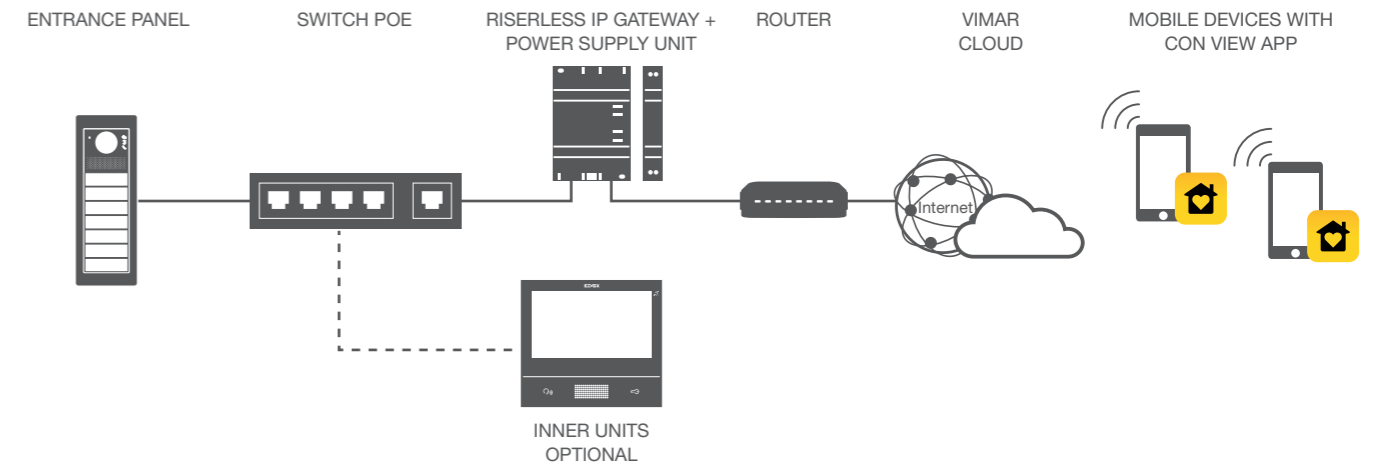 ENTRANCE PANEL
SWITCH POE
RISERLESS IP GATEWAY +
POWER SUPPLY UNIT
ROUTER
VIMAR
CLOUD
MOBILE DEVICES WITH
CON VIEW APP
Internet
INNER UNITS
OPTIONAL